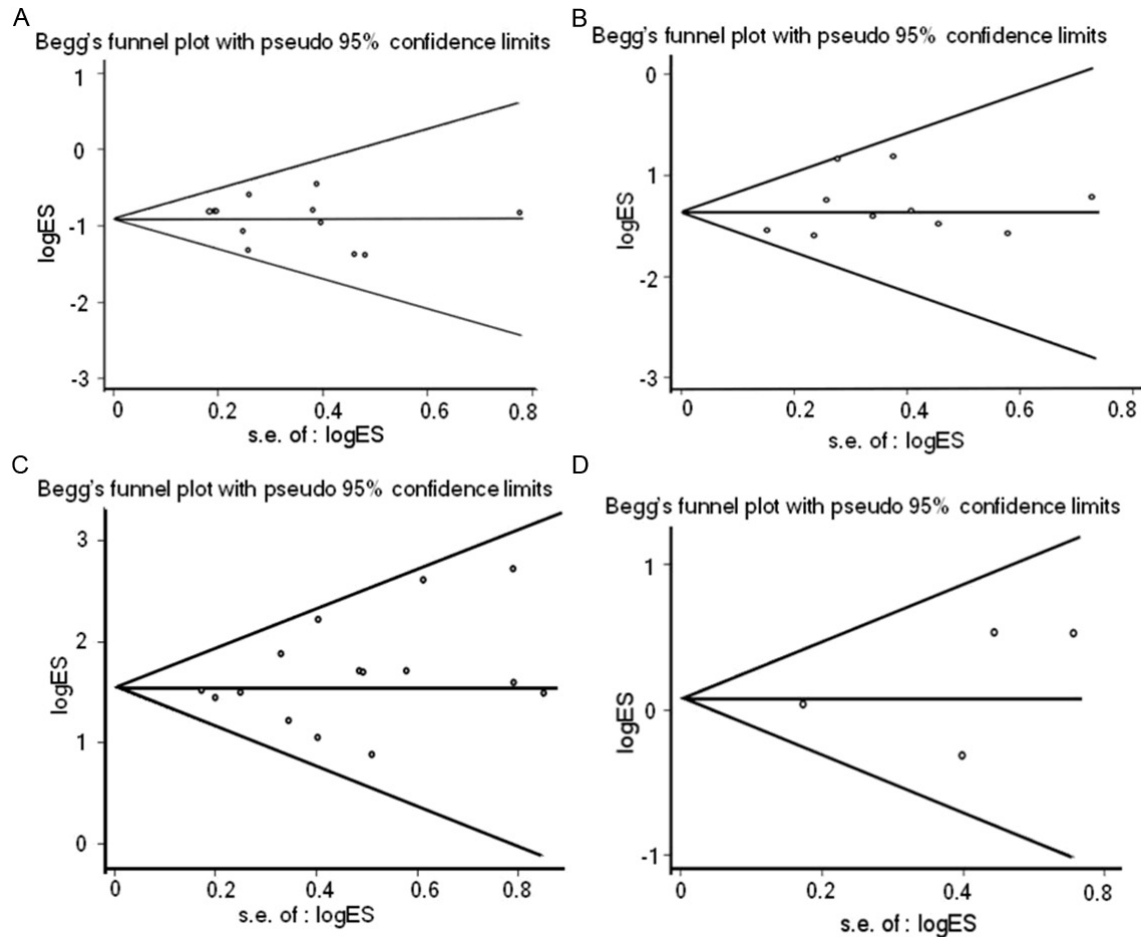 A
Begg's funnel plot with pseudo 95% confidence limits
1
0
-1
-2
-3
logES
0 0.2 0.4 0.6 0.8
s.e. of : logES
B
Begg's funnel plot with pseudo 95% confidence limits
0
1
-2
-3
logES
0 0.2 0.4 0.6 0.8
s.e. of : logES
C
Begg's funnel plot with pseudo 95% confidence limits
3
2
1
0
logES
0 0.2 0.4 0.6 0.8
s.e. of : logES
D
Begg's funnel plot with pseudo 95% confidence limits
1
0
-1
logES
0 0.2 0.4 0.8
s.e. of : logES